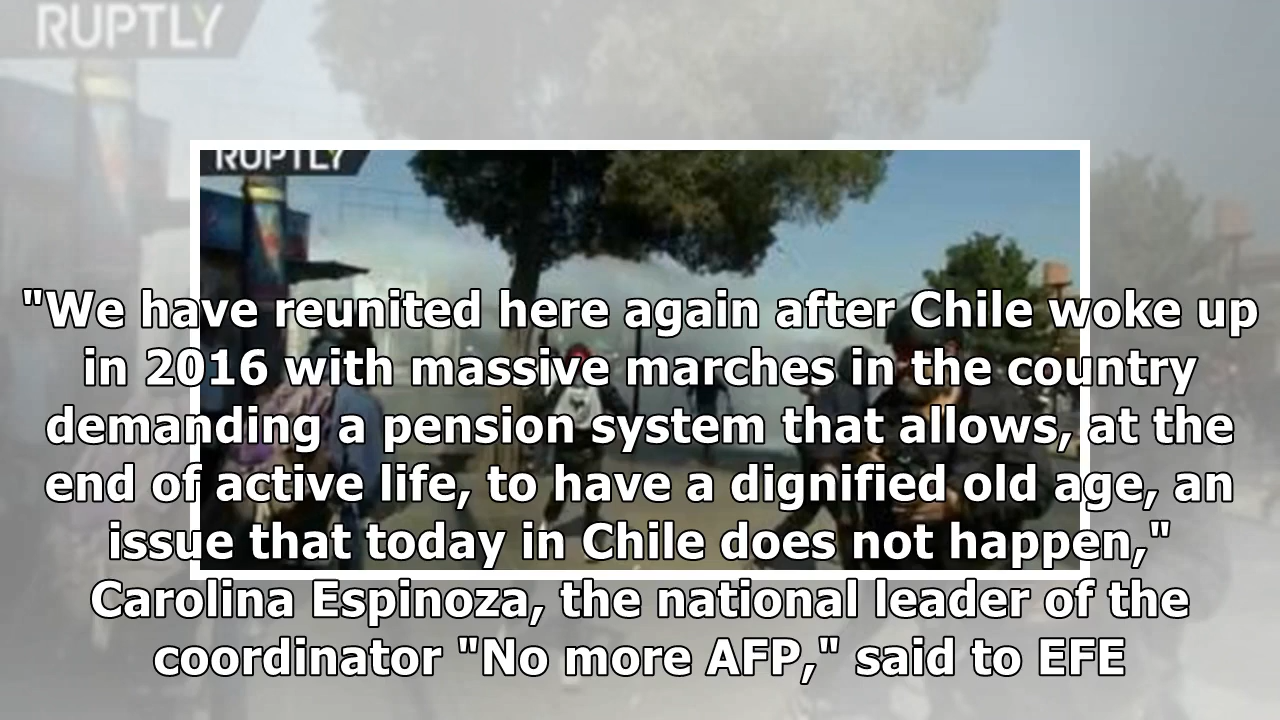 RUPTLY
RUPTLY
"We have reunited here again after Chile woke up
in 2016 with massive marches in the country
demanding a pension system that allows, at the
end of active life, to have a dignified old age, an
issue that today in Chile does not happen,"
Carolina Espinoza, the national leader of the
coordinator "No more AFP," said to EFE